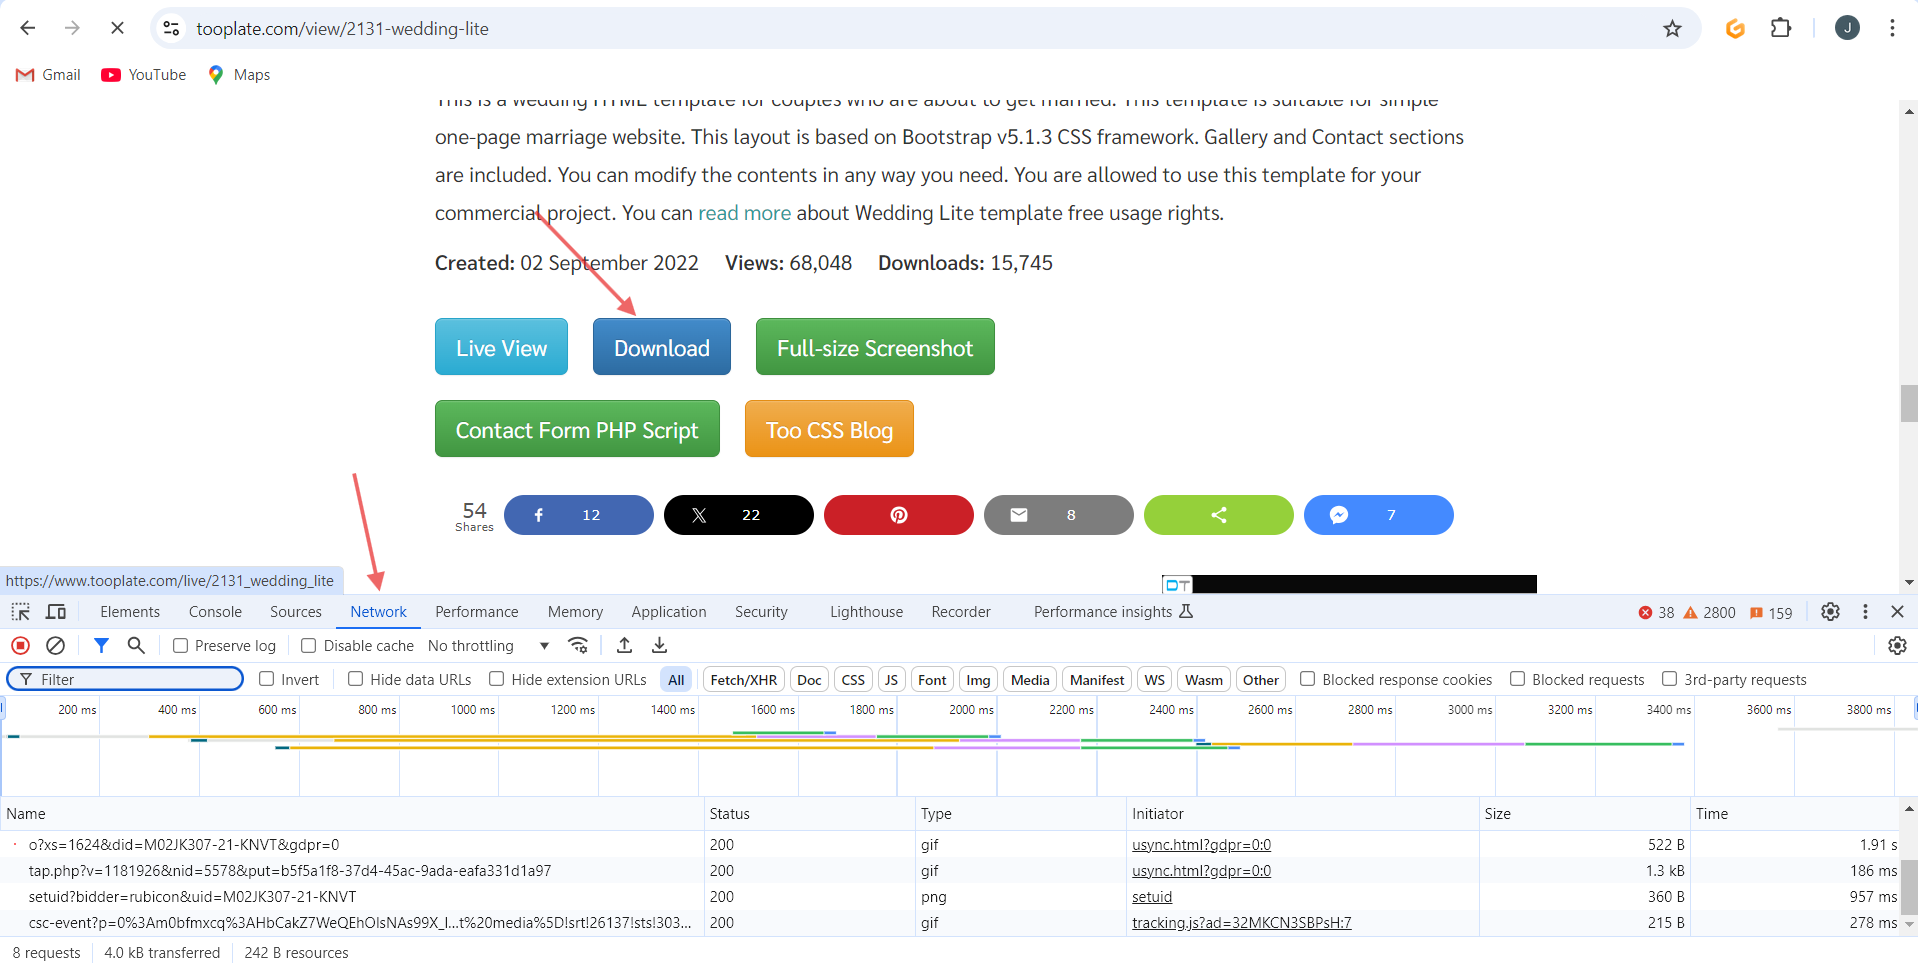 tooplate.com/view/2131-wedding-lite
J
Gmail YouTube Maps
This is a wedding HTML template for couples who are about to get married. This template is suitable for simple
one-page marriage website. This layout is based on Bootstrap v5.1.3 CSS framework. Gallery and Contact sections
are included. You can modify the contents in any way you need. You are allowed to use this template for your
commercial project. You can read more about Wedding Lite template free usage rights.
Created: 02 September 2022 Views: 68,048 Downloads: 15,745
Live View Download Full-size Screenshot
Contact Form PHP Script Too CSS Blog
54
Shares
12 22 8 7
https://www.tooplate.com/live/2131_wedding_lite
DT
Elements Console Sources Network Performance Memory Application Security Lighthouse Recorder Performance insights 38 2800 159
Preserve log Disable cache No throttling
Filter Invert Hide data URLs Hide extension URLs All Fetch/XHR Doc CSS JS Font Img Media Manifest WS Wasm Other Blocked response cookies Blocked requests 3rd-party requests
200 ms 400 ms 600 ms 800 ms 1000 ms 1200 ms 1400 ms 1600 ms 1800 ms 2000 ms 2200 ms 2400 ms 2600 ms 2800 ms 3000 ms 3200 ms 3400 ms 3600 ms 3800 ms
Name Status Type Initiator Size Time
o?xs=1624&did=M02JK307-21-KNVT&gdpr=0 200 gif usync.html?gdpr=0:0 522 B 1.91 s
tap.php?v=1181926&nid=5578&put=b5f5a1f8-37d4-45ac-9ada-eafa331d1a97 200 gif usync.html?gdpr=0:0 1.3 kB 186 ms
setuid?bidder=rubicon&uid=M02JK307-21-KNVT 200 png setuid 360 B 957 ms
csc-event?p=0%3Am0bfmxcq%3AHbCakZ7WeQEhOIsNAs99X_I...t%20media%5D!srt!26137!sts!303... 200 gif tracking.js?ad=32MKCN3SBPsH:7 215 B 278 ms
8 requests 4.0 kB transferred 242 B resources